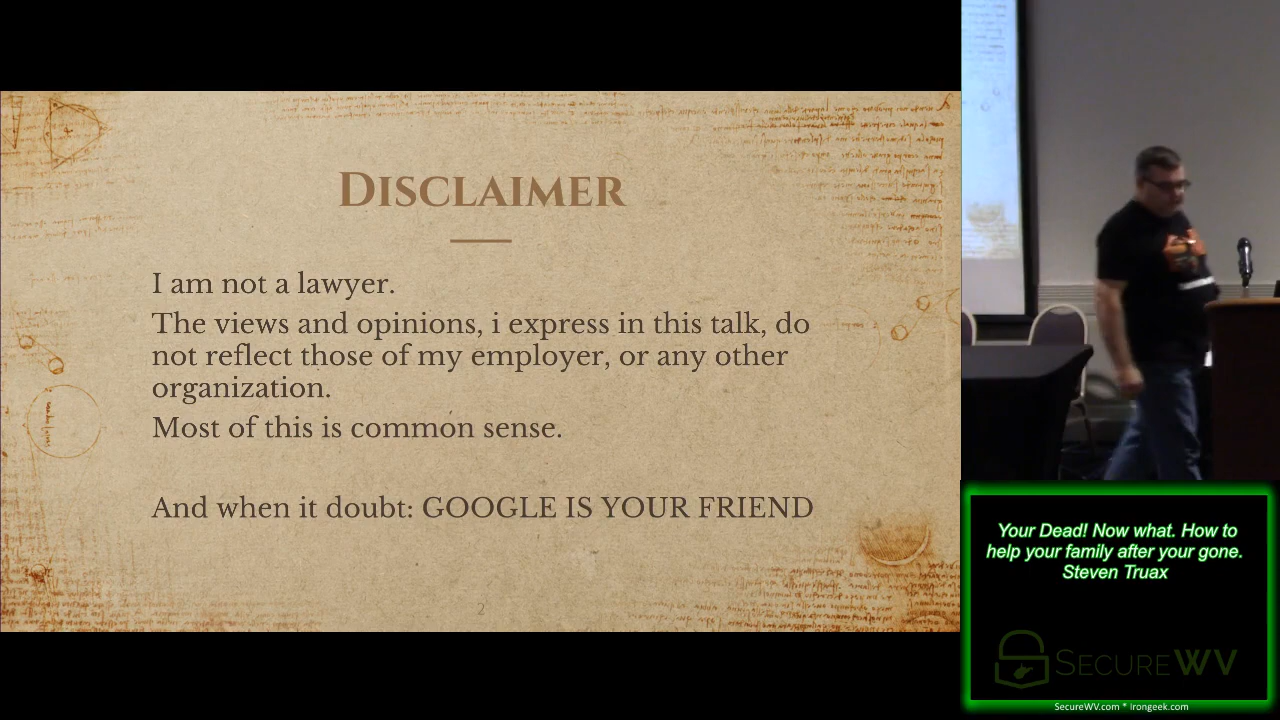 DISCLAIMER
I am not a lawyer.
The views and opinions, i express in this talk, do
not reflect those of my employer, or any other
organization.
Most of this is common sense.
And when it doubt: GOOGLE IS YOUR FRIEND
2
Your Dead! Now what. How to
help your family after your gone.
Steven Truax
SECUREWV
SecureWV.com * Irongeek.com